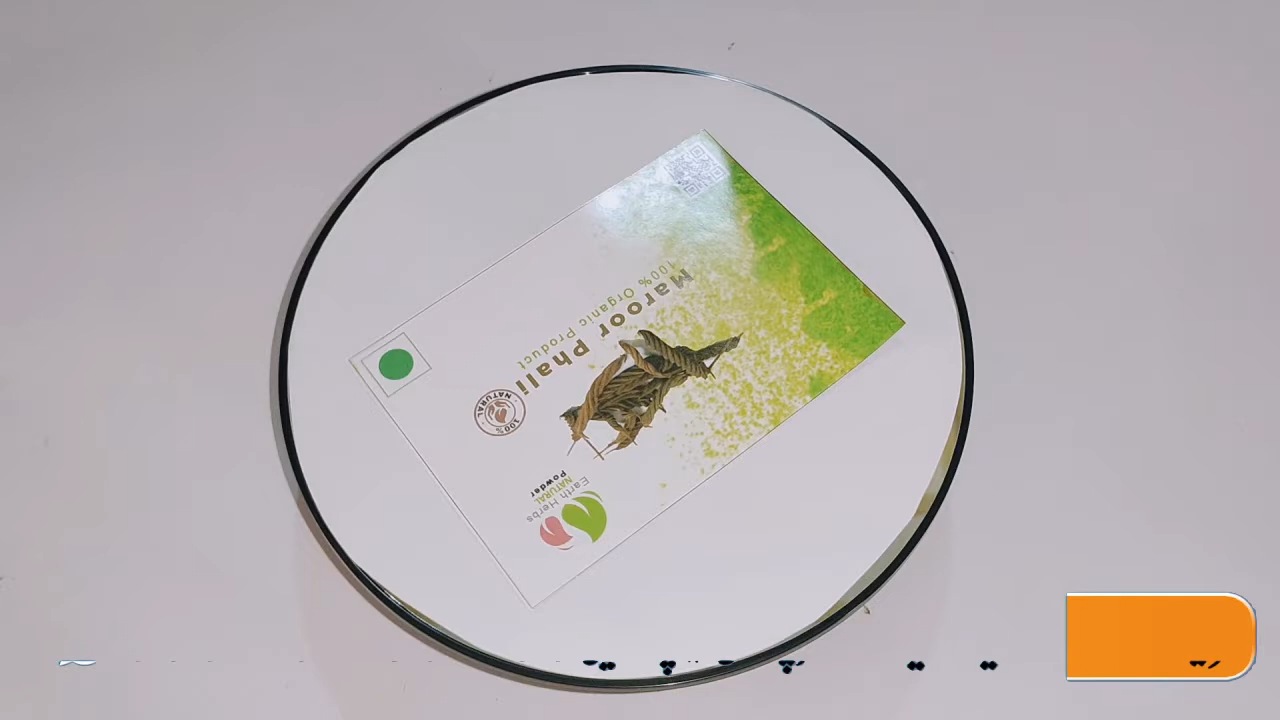 Earth Herbs
NATURAL
Powder
Maroor Phali
100% Organic Product
100%
NATURAL